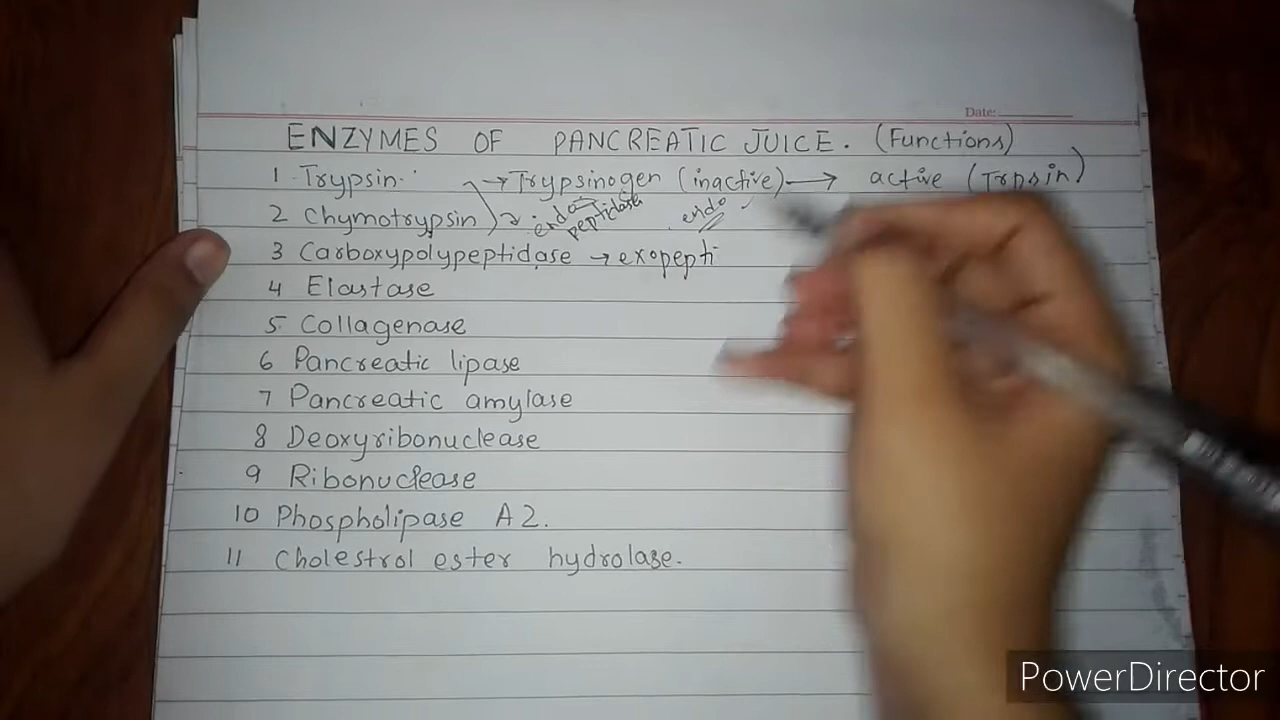 Date:
ENZYMES OF PANCREATIC JUICE. (Functions)
1 Trypsin. → Trypsinogen (inactive) → active (Trpsin)
2 Chymotrypsin → endo peptidase endo
3 Carboxypolypeptidase → exopepti
4 Elastase
5 Collagenase
6 Pancreatic lipase
7 Pancreatic amylase
8 Deoxyribonuclease
9 Ribonuclease
10 Phospholipase A2.
11 Cholestrol ester hydrolase.
PowerDirector